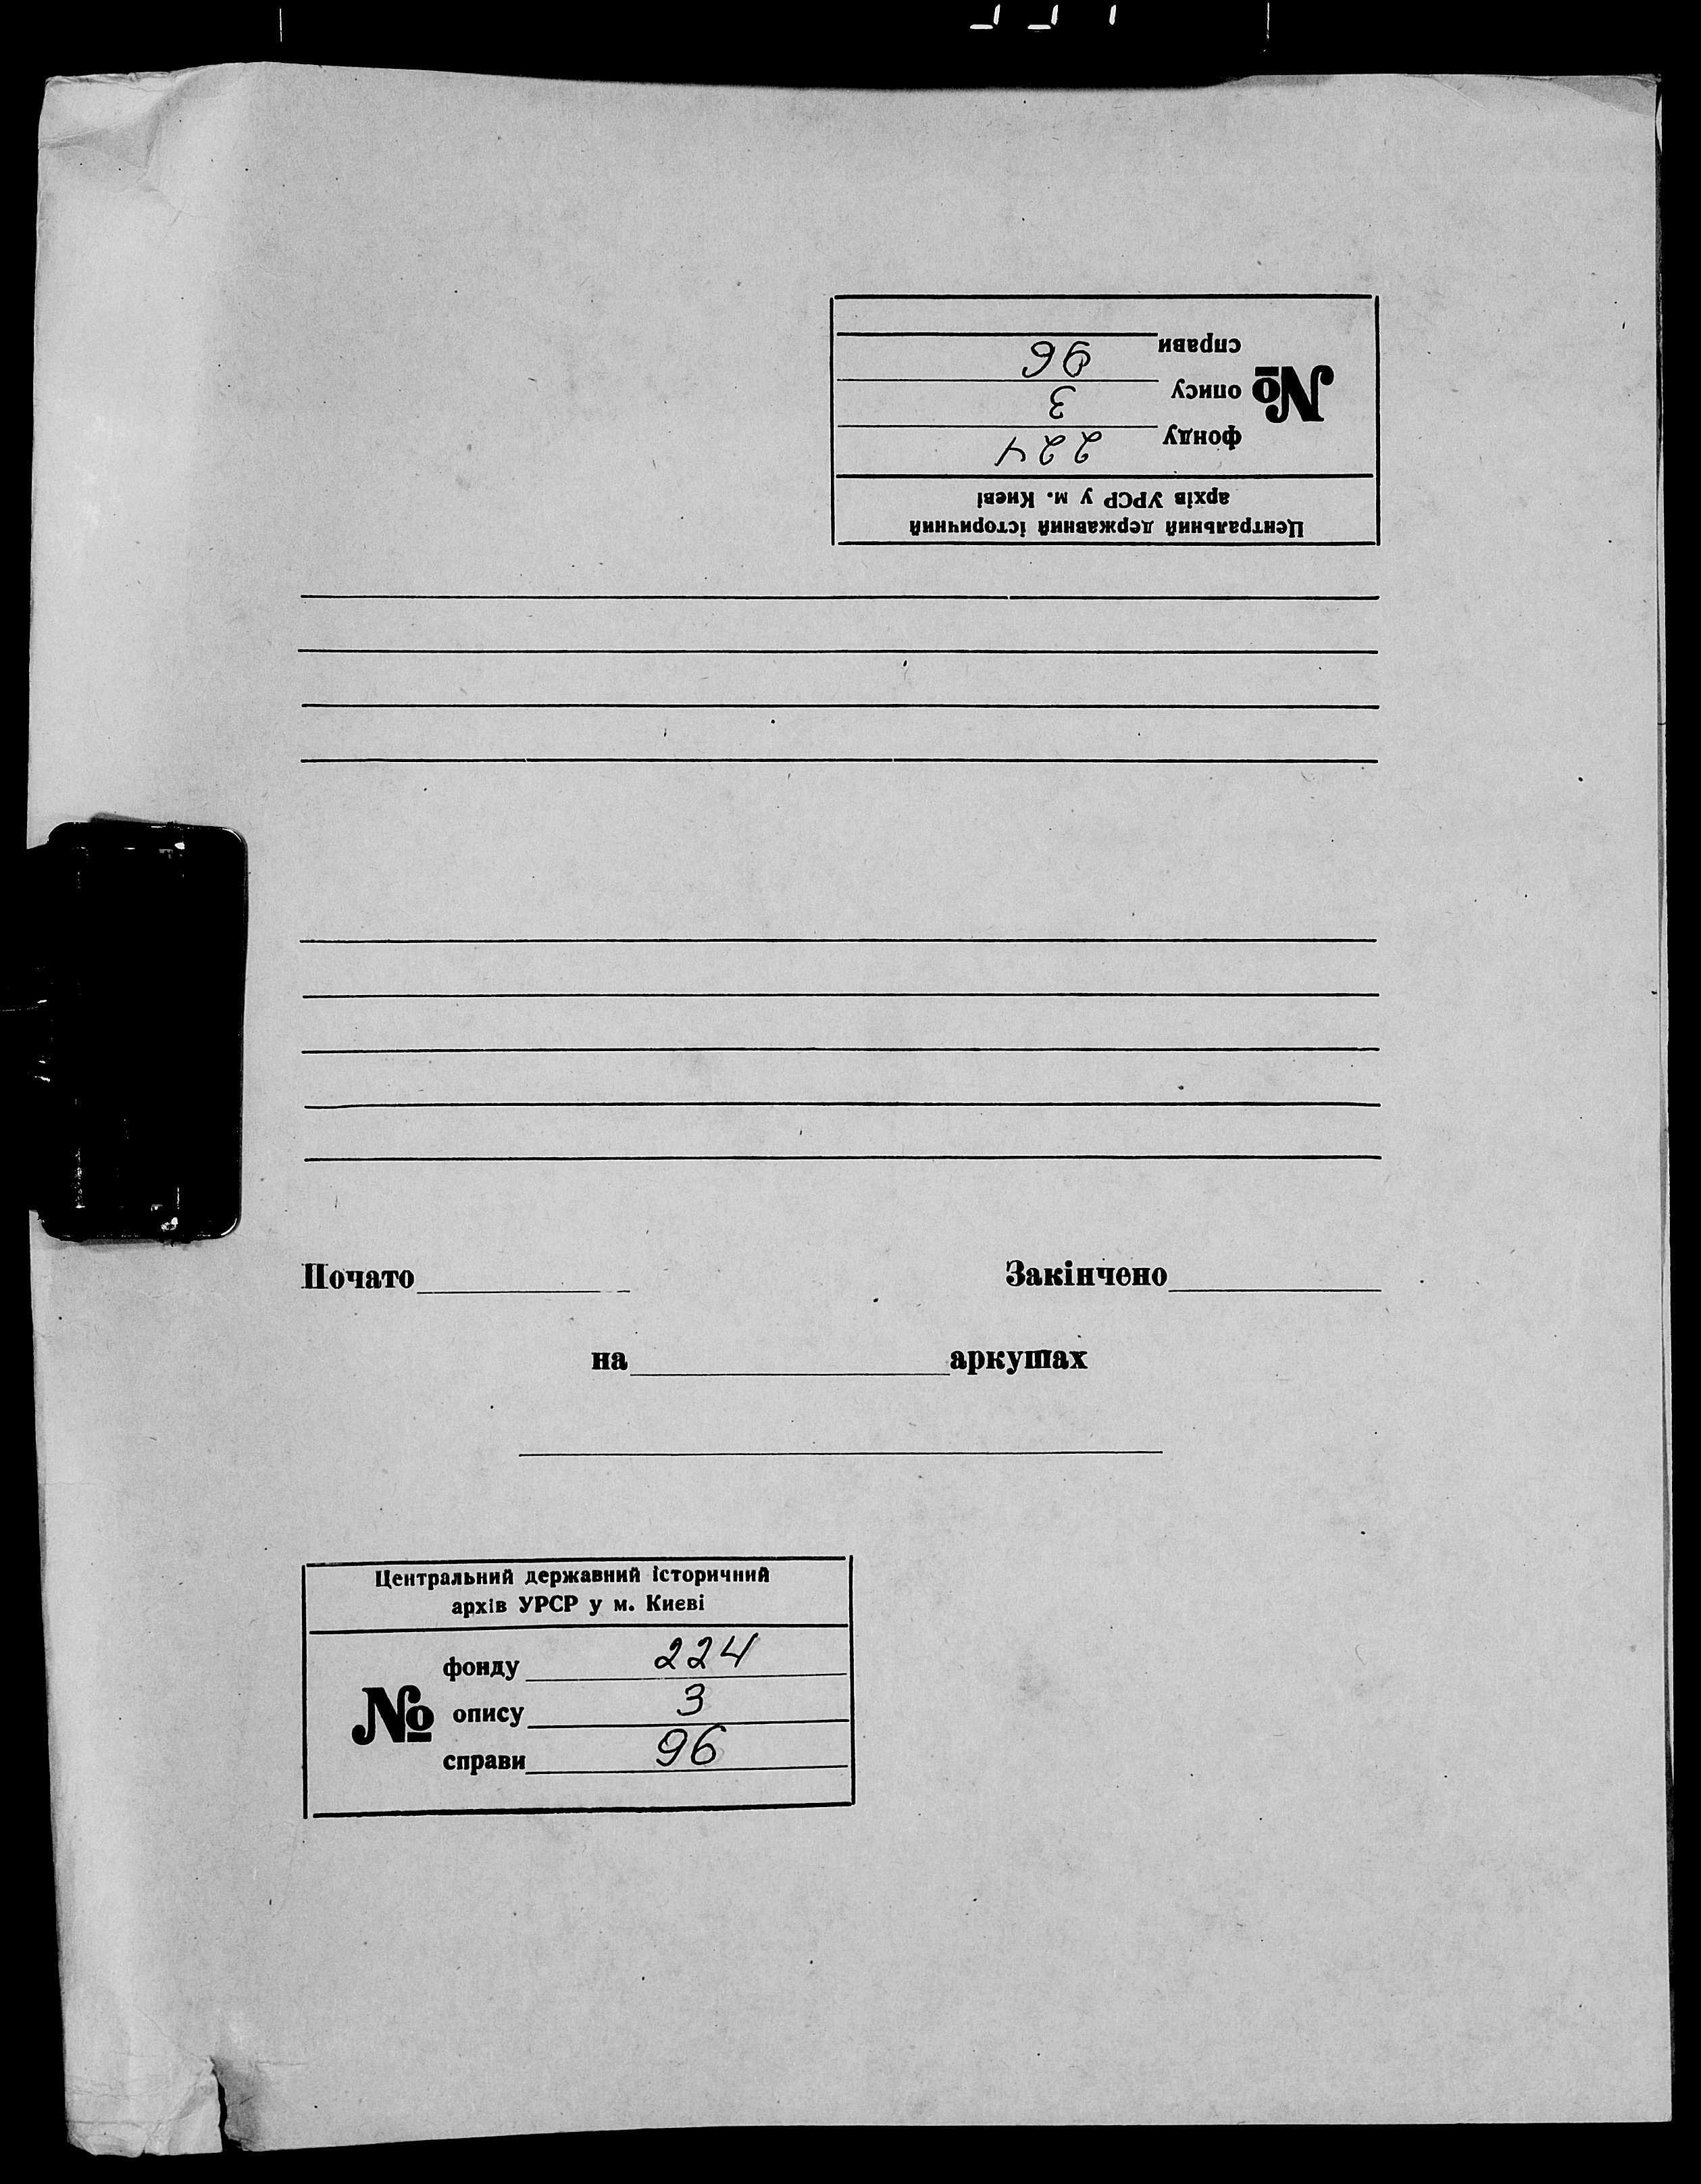 Центральний державний історичний
архів УРСР у м. Києві
№
фонду 224
опису 3
справи 96
Почато
Закінчено
на аркушах
Центральний державний історичний
архів УРСР у м. Києві
№
фонду 224
опису 3
справи 96